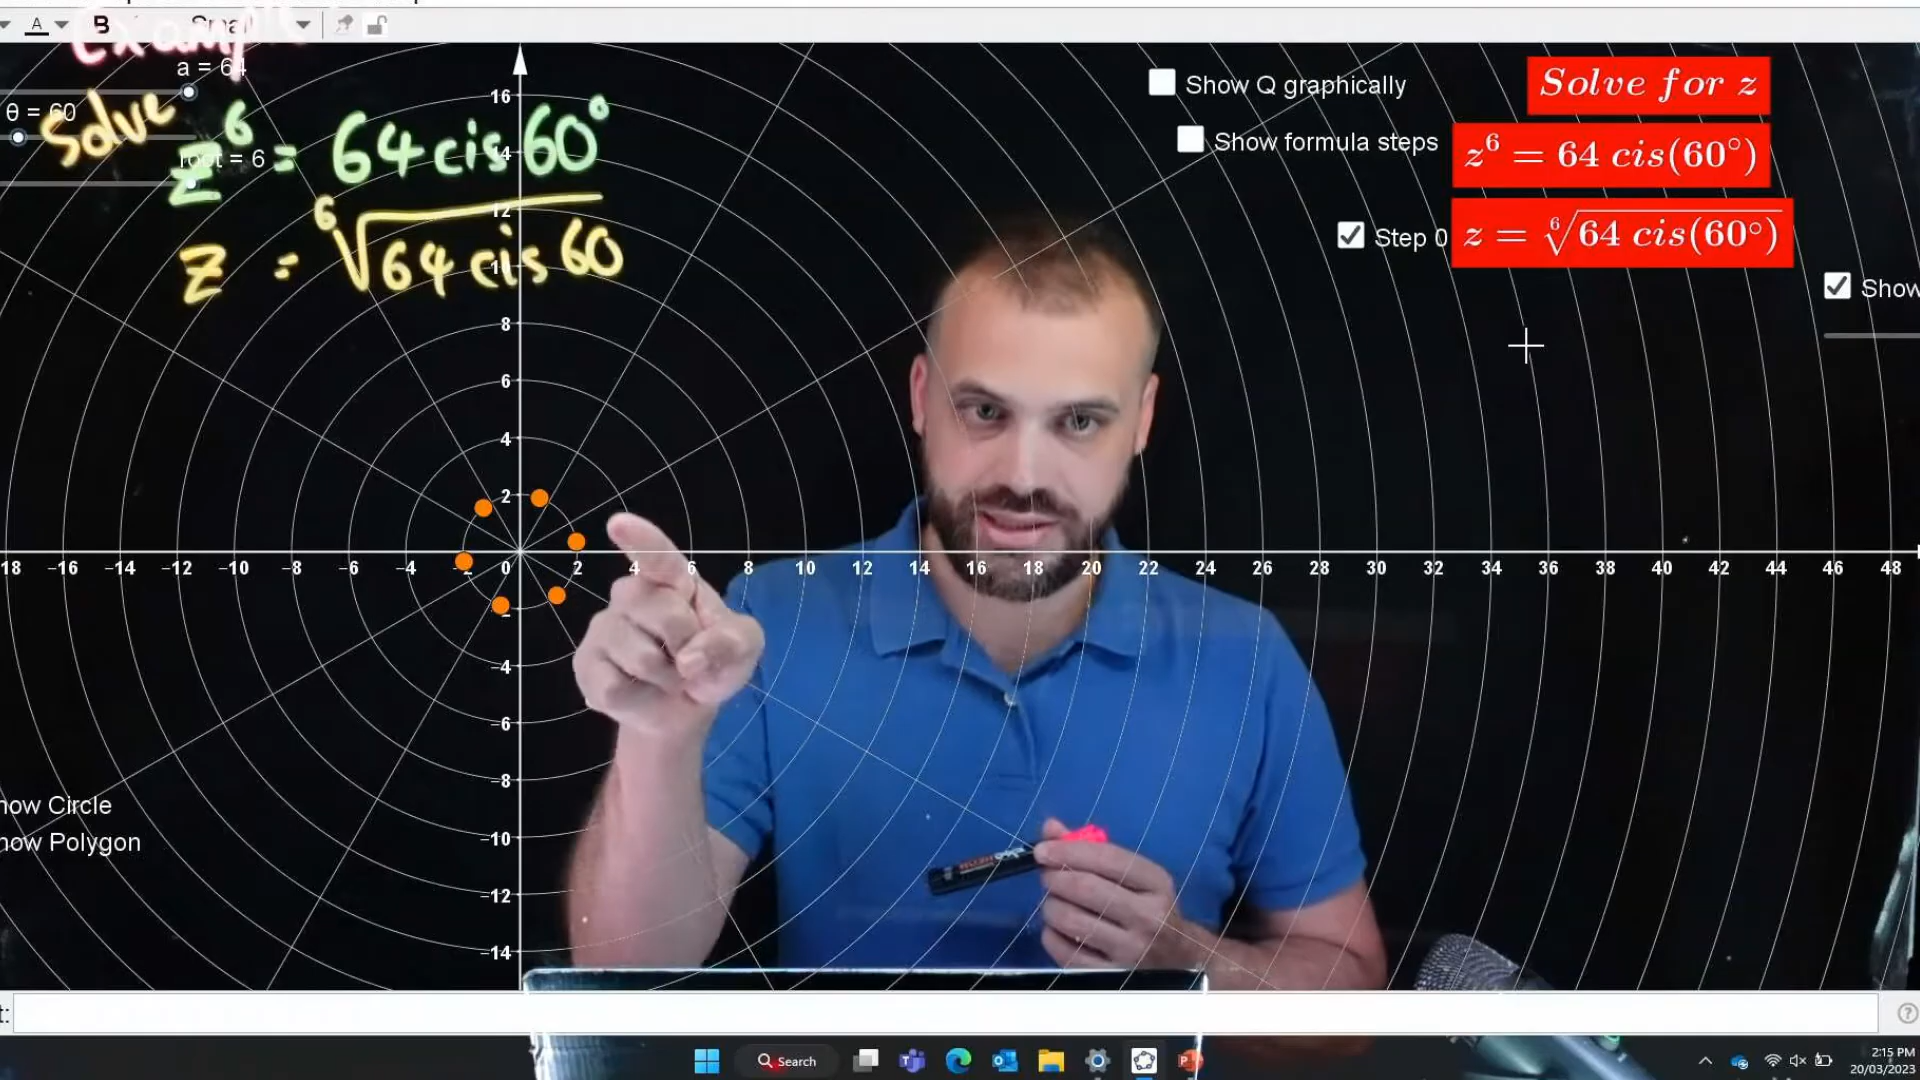 Example
B
Small
a = 64
θ = 60
root = 6
Solve
z⁶ = 64 cis 60°
z = ⁶√64 cis 60
Show Q graphically
Show formula steps
Step 0
Solve for z
z⁶ = 64 cis(60°)
z = ⁶√64 cis(60°)
Show
16
14
12
10
8
6
4
2
18 −16 −14 −12 −10 −8 −6 −4 −2 0 2 4 6 8 10 12 14 16 18 20 22 24 26 28 30 32 34 36 38 40 42 44 46 48
−4
−6
−8
−10
−12
−14
how Circle
how Polygon
t:
Search
2:15 PM
20/03/2023